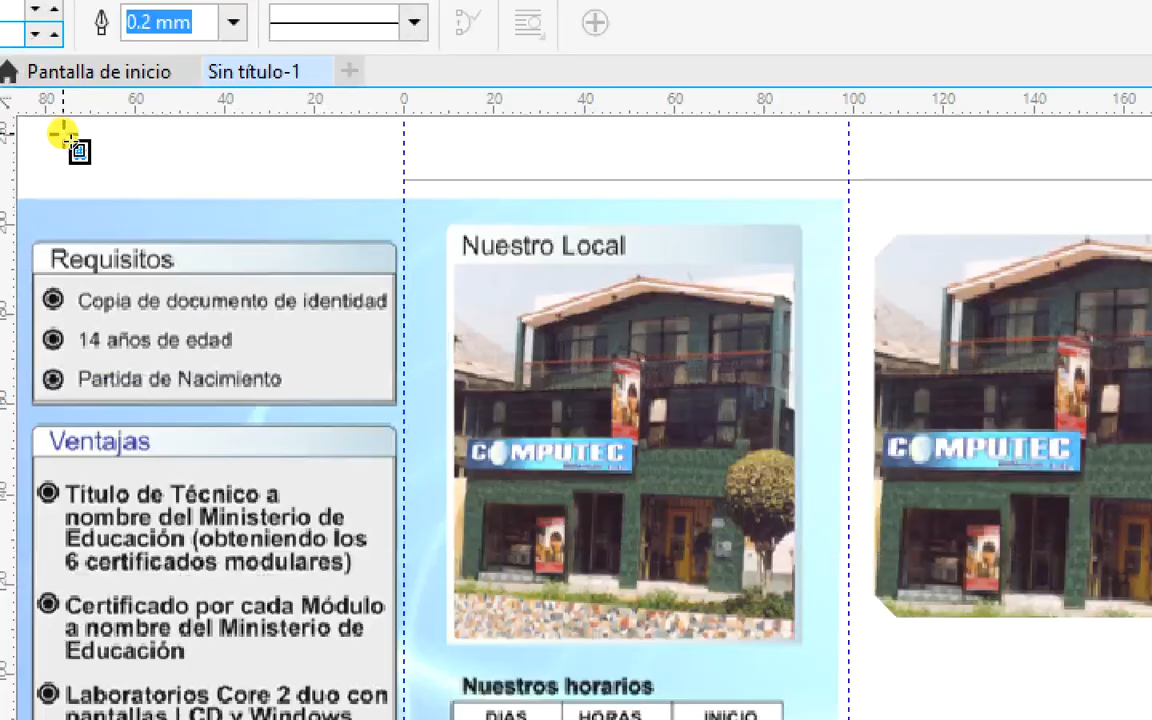 0.2 mm
Pantalla de inicio
Sin título-1
80 60 40 20 0 20 40 60 80 100 120 140 160
Requisitos
Copia de documento de identidad
14 años de edad
Partida de Nacimiento
Ventajas
Título de Técnico a
nombre del Ministerio de
Educación (obteniendo los
6 certificados modulares)
Certificado por cada Módulo
a nombre del Ministerio de
Educación
Laboratorios Core 2 duo con
pantallas LCD y Windows
Nuestro Local
COMPUTEC
Nuestros horarios
DIAS HORAS INICIO
COMPUTEC